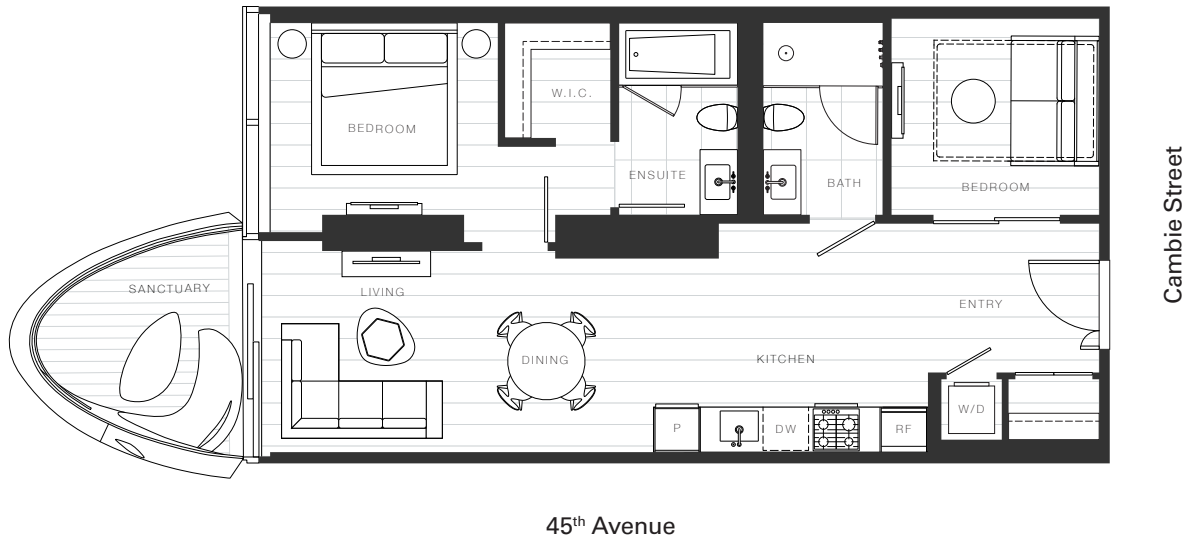 W.I.C.
BEDROOM
ENSUITE
BATH
BEDROOM
SANCTUARY
LIVING
ENTRY
DINING
KITCHEN
W/D
P
DW
RF
Cambie Street
45th Avenue